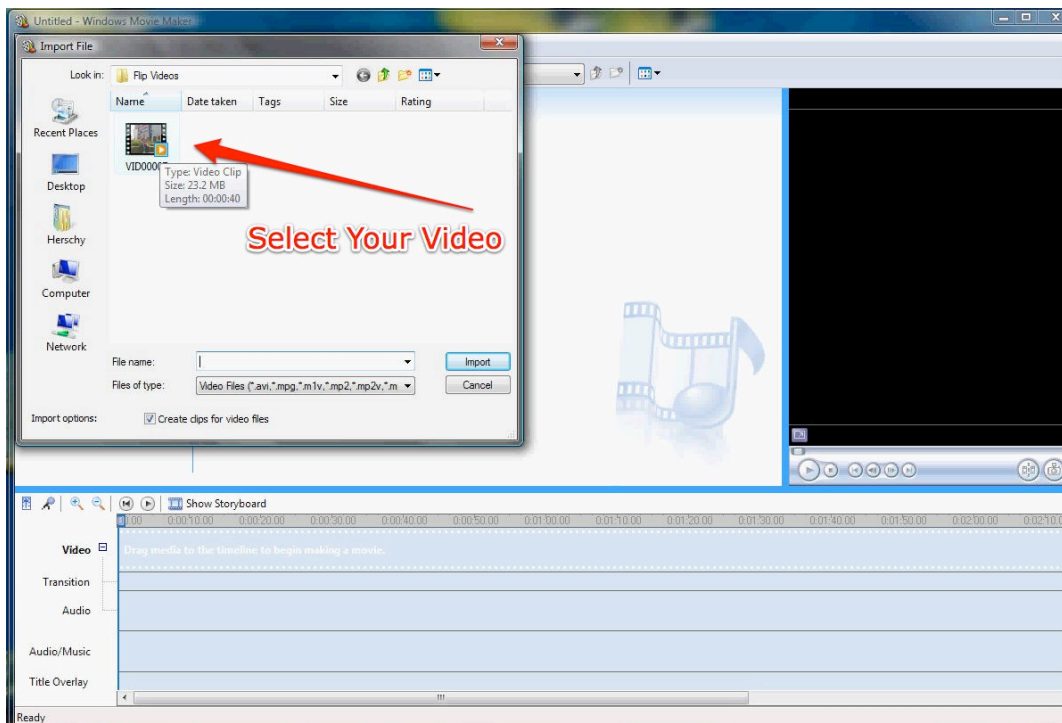 Untitled - Windows Movie Maker
Import File
Look in: Flip Videos
Name Date taken Tags Size Rating
Recent Places
Desktop
Herschy
Computer
Network
Type: Video Clip
Size: 23.2 MB
Length: 00:00:40
Select Your Video
File name: Import
Files of type: Video Files (*.avi,*.mpg,*.m1v,*.mp2,*.mp2v,*.m Cancel
Import options: Create clips for video files
Show Storyboard
0:00:10.00 0:00:20.00 0:00:30.00 0:00:40.00 0:00:50.00 0:01:00.00 0:01:10.00 0:01:20.00 0:01:30.00 0:01:40.00 0:01:50.00 0:02:00.00
Video Drag media to the timeline to begin making a movie.
Transition
Audio
Audio/Music
Title Overlay
Ready